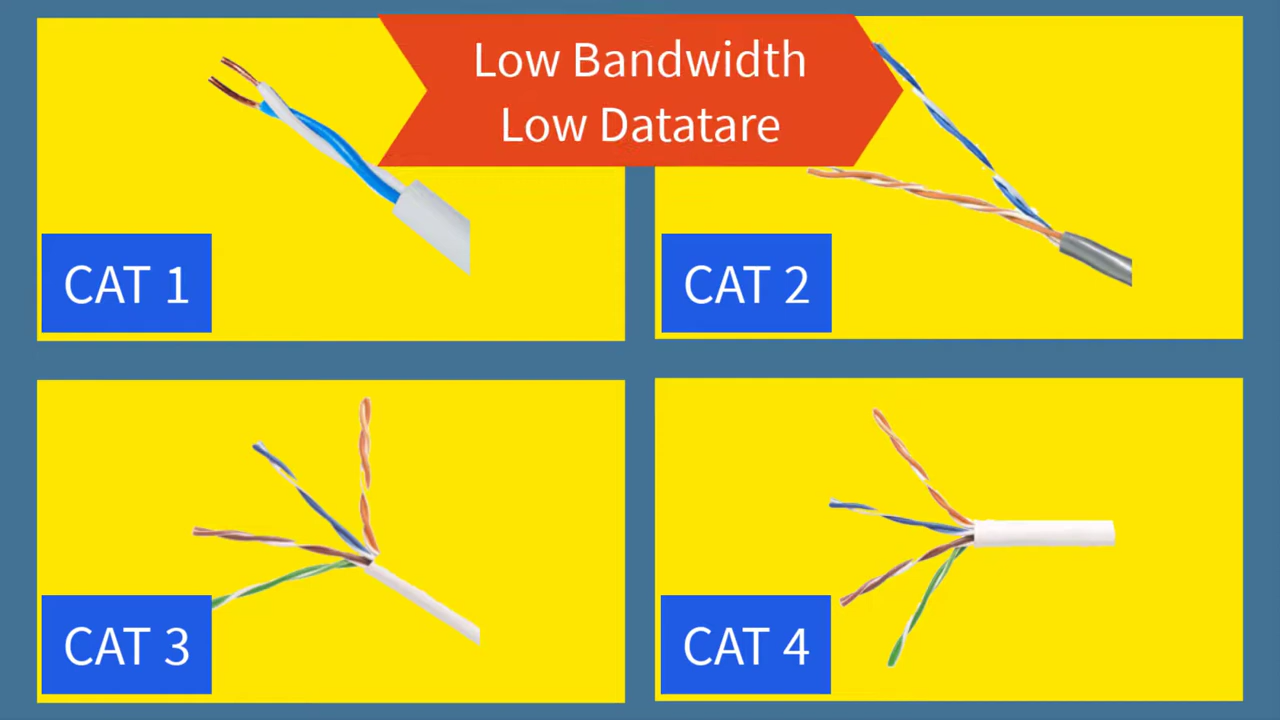 Low Bandwidth
Low Datatare
CAT 1
CAT 2
CAT 3
CAT 4